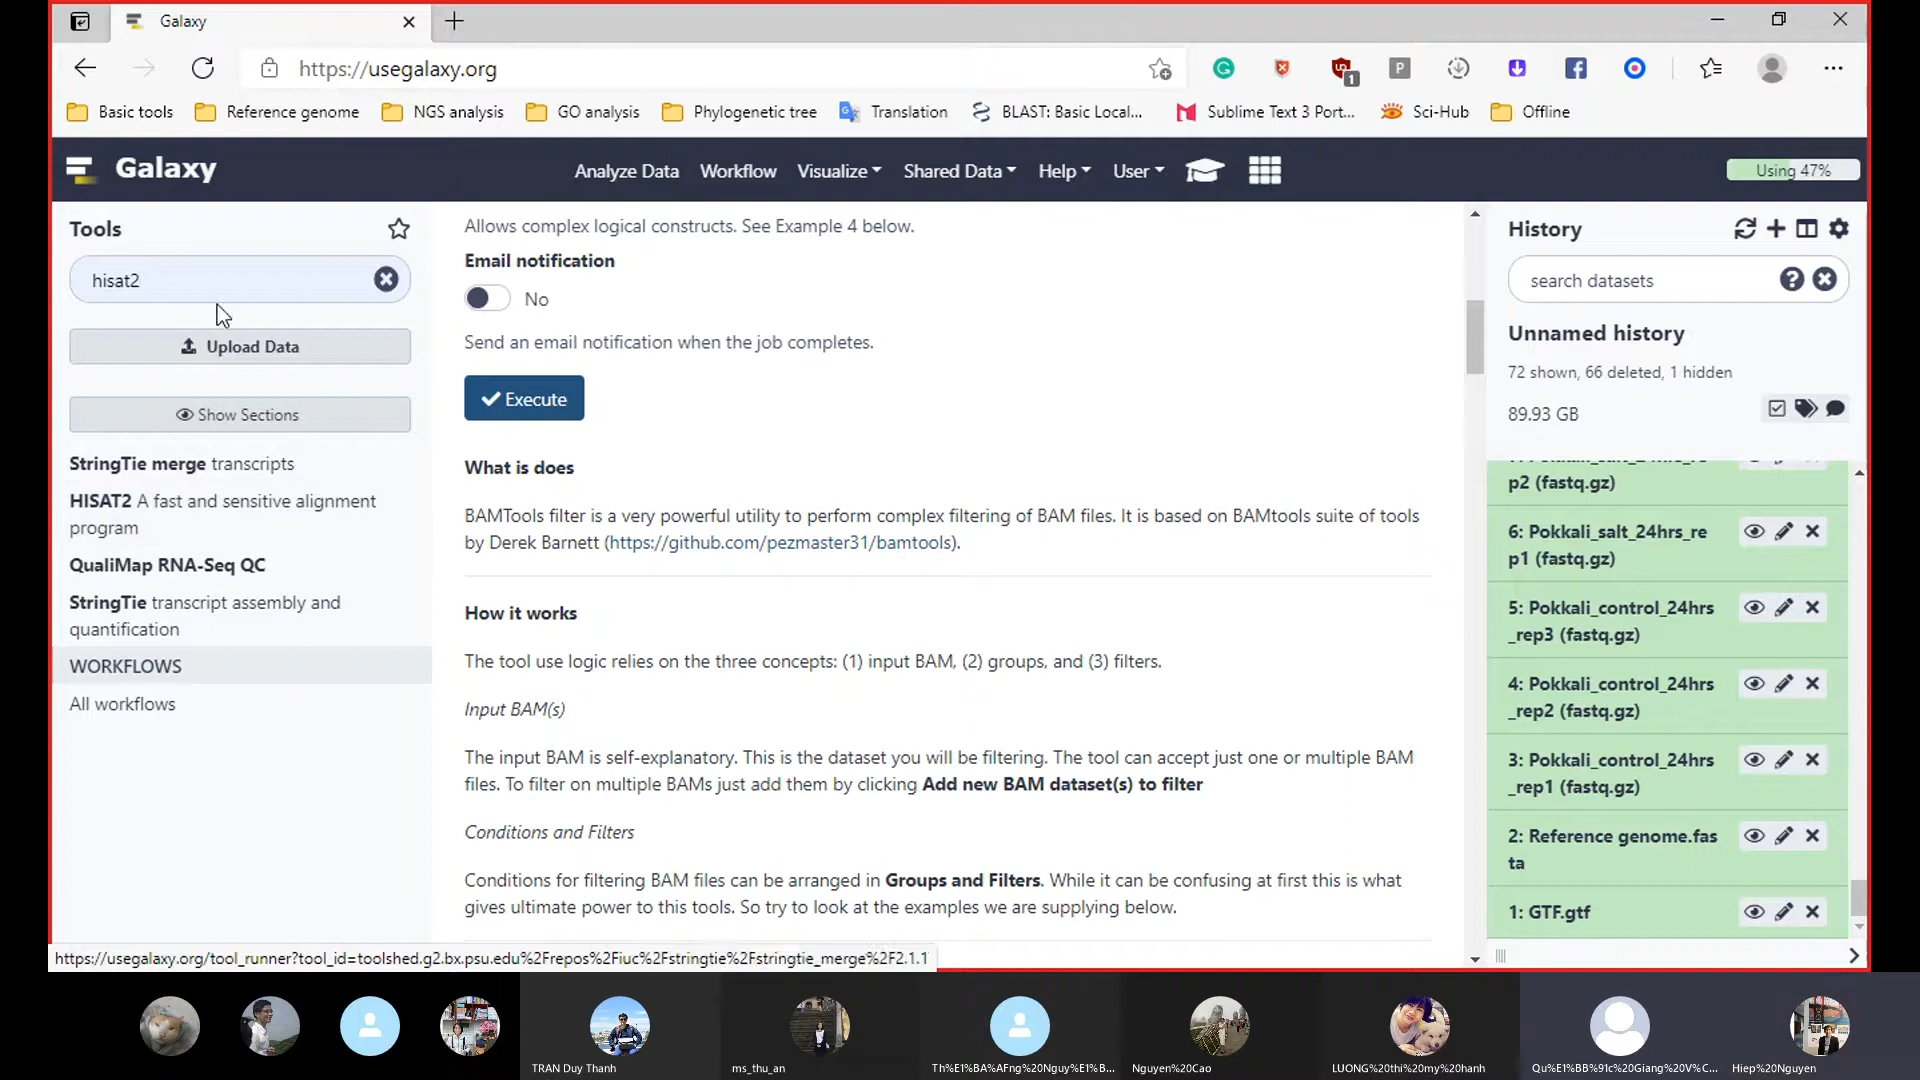 Galaxy
https://usegalaxy.org
1
P
Basic tools
Reference genome
NGS analysis
GO analysis
Phylogenetic tree
Translation
BLAST: Basic Local...
Sublime Text 3 Port...
Sci-Hub
Offline
Galaxy
Analyze Data
Workflow
Visualize
Shared Data
Help
User
Using 47%
Tools
hisat2
Upload Data
Show Sections
StringTie merge transcripts
HISAT2 A fast and sensitive alignment
program
QualiMap RNA-Seq QC
StringTie transcript assembly and
quantification
WORKFLOWS
All workflows
Allows complex logical constructs. See Example 4 below.
Email notification
No
Send an email notification when the job completes.
Execute
What is does
BAMTools filter is a very powerful utility to perform complex filtering of BAM files. It is based on BAMtools suite of tools
by Derek Barnett (https://github.com/pezmaster31/bamtools).
How it works
The tool use logic relies on the three concepts: (1) input BAM, (2) groups, and (3) filters.
Input BAM(s)
The input BAM is self-explanatory. This is the dataset you will be filtering. The tool can accept just one or multiple BAM
files. To filter on multiple BAMs just add them by clicking Add new BAM dataset(s) to filter
Conditions and Filters
Conditions for filtering BAM files can be arranged in Groups and Filters. While it can be confusing at first this is what
gives ultimate power to this tools. So try to look at the examples we are supplying below.
History
search datasets
Unnamed history
72 shown, 66 deleted, 1 hidden
89.93 GB
p2 (fastq.gz)
6: Pokkali_salt_24hrs_re
p1 (fastq.gz)
5: Pokkali_control_24hrs
_rep3 (fastq.gz)
4: Pokkali_control_24hrs
_rep2 (fastq.gz)
3: Pokkali_control_24hrs
_rep1 (fastq.gz)
2: Reference genome.fas
ta
1: GTF.gtf
https://usegalaxy.org/tool_runner?tool_id=toolshed.g2.bx.psu.edu%2Frepos%2Fiuc%2Fstringtie%2Fstringtie_merge%2F2.1.1
TRAN Duy Thanh
ms_thu_an
Th%E1%BA%AFng%20Nguy%E1%B...
Nguyen%20Cao
LUONG%20thi%20my%20hanh
Qu%E1%BB%91c%20Giang%20V%C...
Hiep%20Nguyen